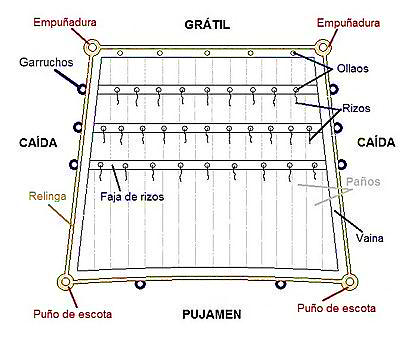 Empuñadura
GRÁTIL
Empuñadura
Garruchos
Ollaos
Rizos
CAÍDA
CAÍDA
Paños
Relinga
Faja de rizos
Vaina
Puño de escota
PUJAMEN
Puño de escota